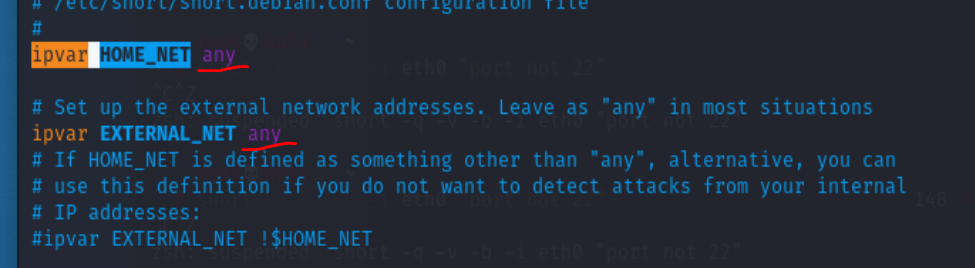 # /etc/snort/snort.debian.conf configuration file
#
ipvar HOME_NET any
# Set up the external network addresses. Leave as "any" in most situations
ipvar EXTERNAL_NET any
# If HOME_NET is defined as something other than "any", alternative, you can
# use this definition if you do not want to detect attacks from your internal
# IP addresses:
#ipvar EXTERNAL_NET !$HOME_NET